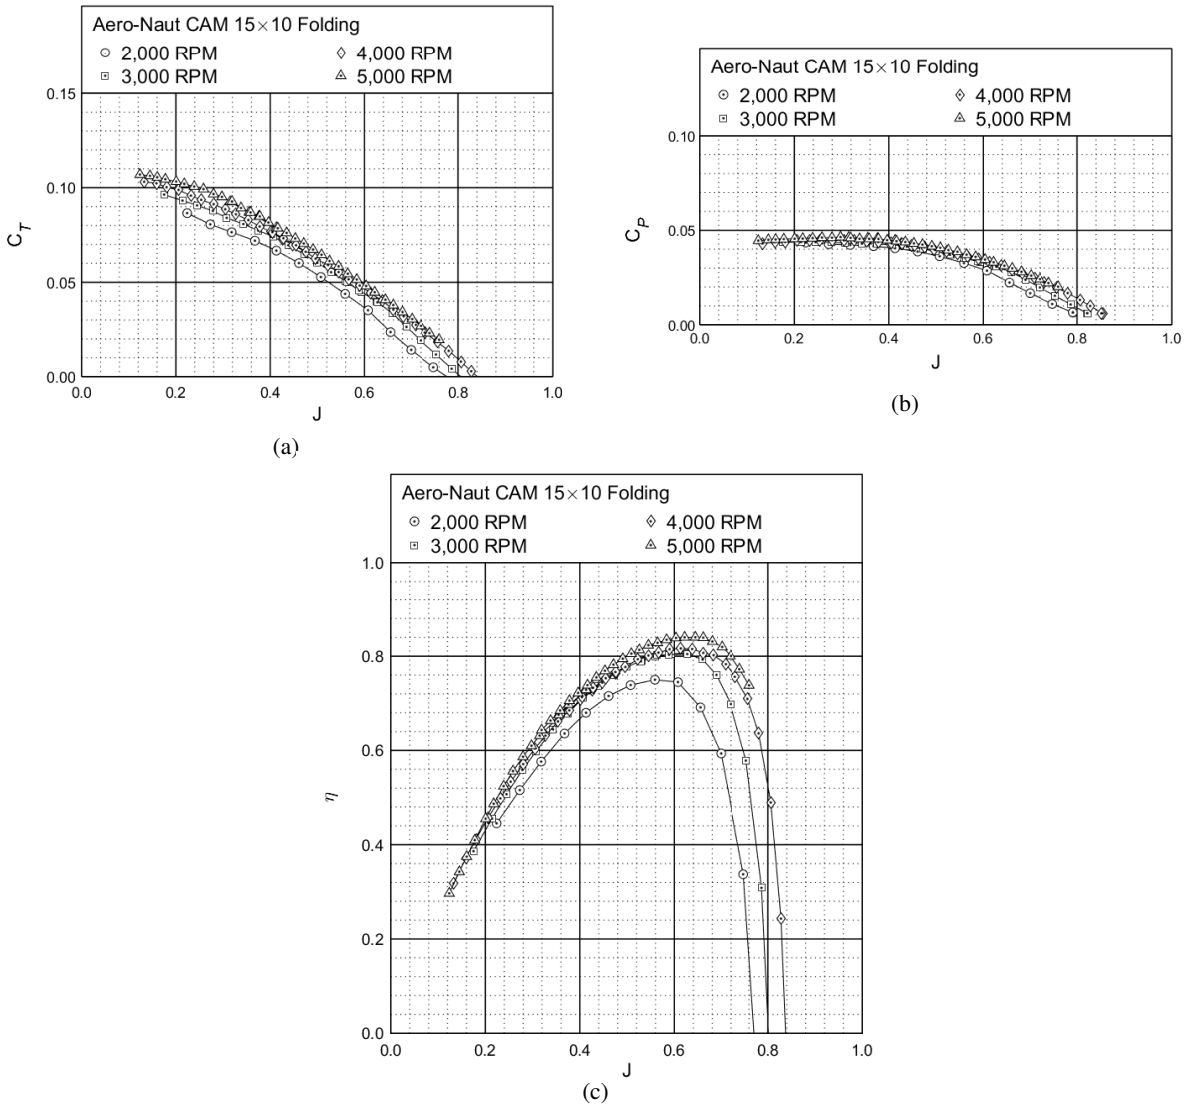 Aero-Naut CAM 15×10 Folding
2,000 RPM 4,000 RPM
3,000 RPM 5,000 RPM
0.15
0.10
0.05
0.00
C_T
0.0 0.2 0.4 0.6 0.8 1.0
J
(a)
Aero-Naut CAM 15×10 Folding
2,000 RPM 4,000 RPM
3,000 RPM 5,000 RPM
0.10
0.05
0.00
C_P
0.0 0.2 0.4 0.6 0.8 1.0
J
(b)
Aero-Naut CAM 15×10 Folding
2,000 RPM 4,000 RPM
3,000 RPM 5,000 RPM
1.0
0.8
0.6
0.4
0.2
0.0
η
0.0 0.2 0.4 0.6 0.8 1.0
J
(c)